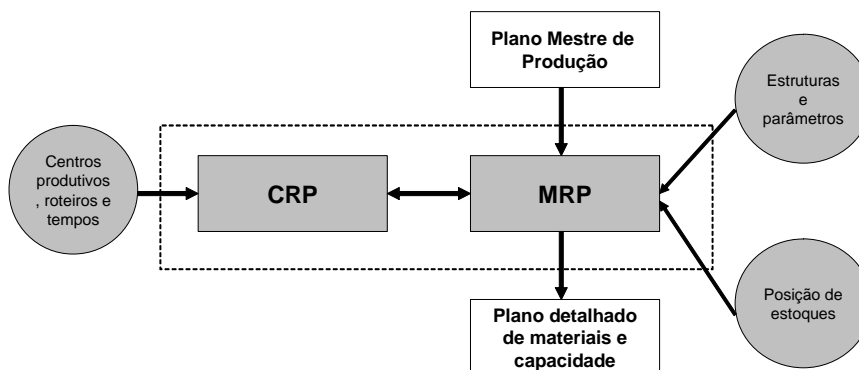 Plano Mestre de
Produção
Estruturas
e
parâmetros
Centros
produtivos
, roteiros e
tempos
CRP
MRP
Plano detalhado
de materiais e
capacidade
Posição de
estoques